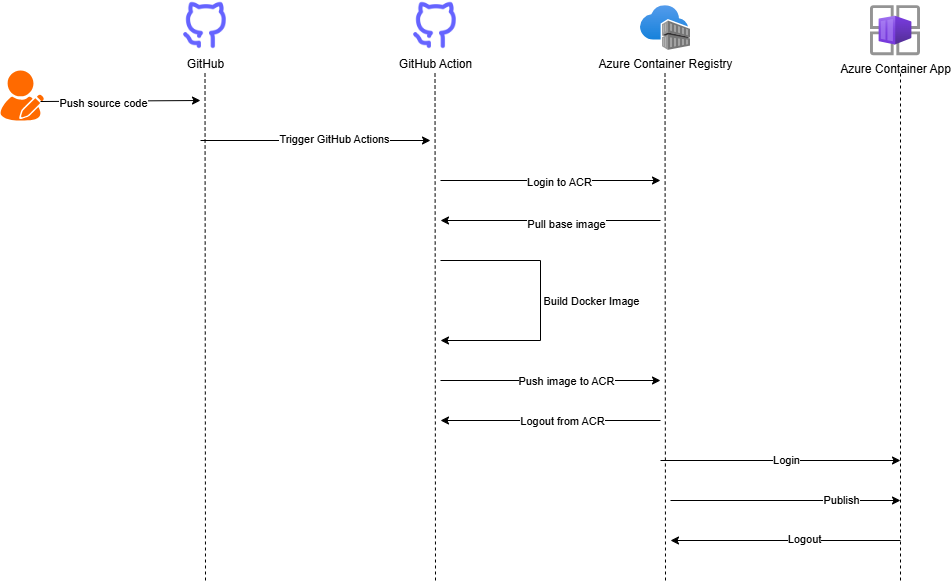 GitHub
GitHub Action
Azure Container Registry
Azure Container App
Push source code
Trigger GitHub Actions
Login to ACR
Pull base image
Build Docker Image
Push image to ACR
Logout from ACR
Login
Publish
Logout